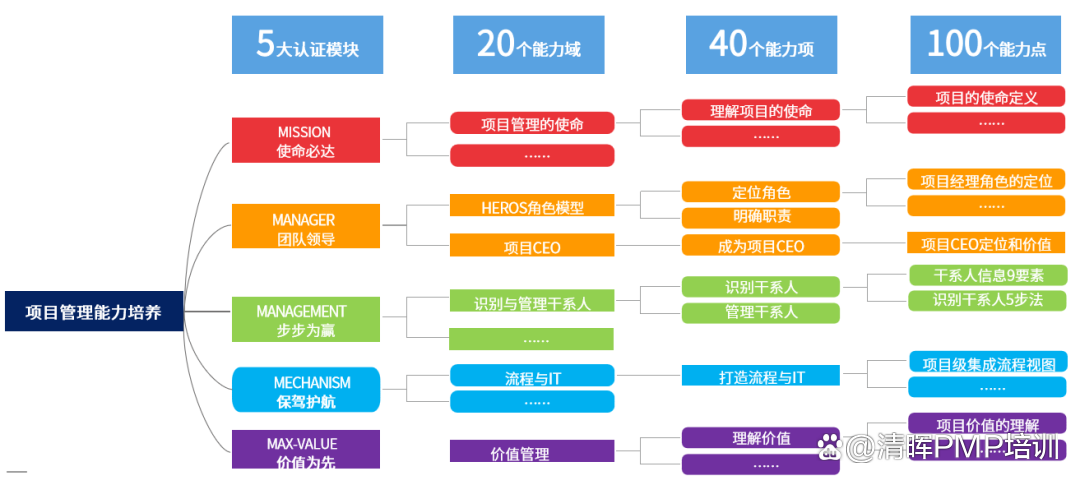 5大认证模块
20个能力域
40个能力项
100个能力点
项目管理能力培养
MISSION
使命必达
项目管理的使命
……
理解项目的使命
……
项目的使命定义
……
MANAGER
团队领导
HEROS角色模型
项目CEO
定位角色
明确职责
成为项目CEO
项目经理角色的定位
……
项目CEO定位和价值
MANAGEMENT
步步为赢
识别与管理干系人
……
识别干系人
管理干系人
干系人信息9要素
识别干系人5步法
MECHANISM
保驾护航
流程与IT
……
打造流程与IT
项目级集成流程视图
……
MAX-VALUE
价值为先
价值管理
理解价值
……
项目价值的理解
……
du
@清晖PMP培训